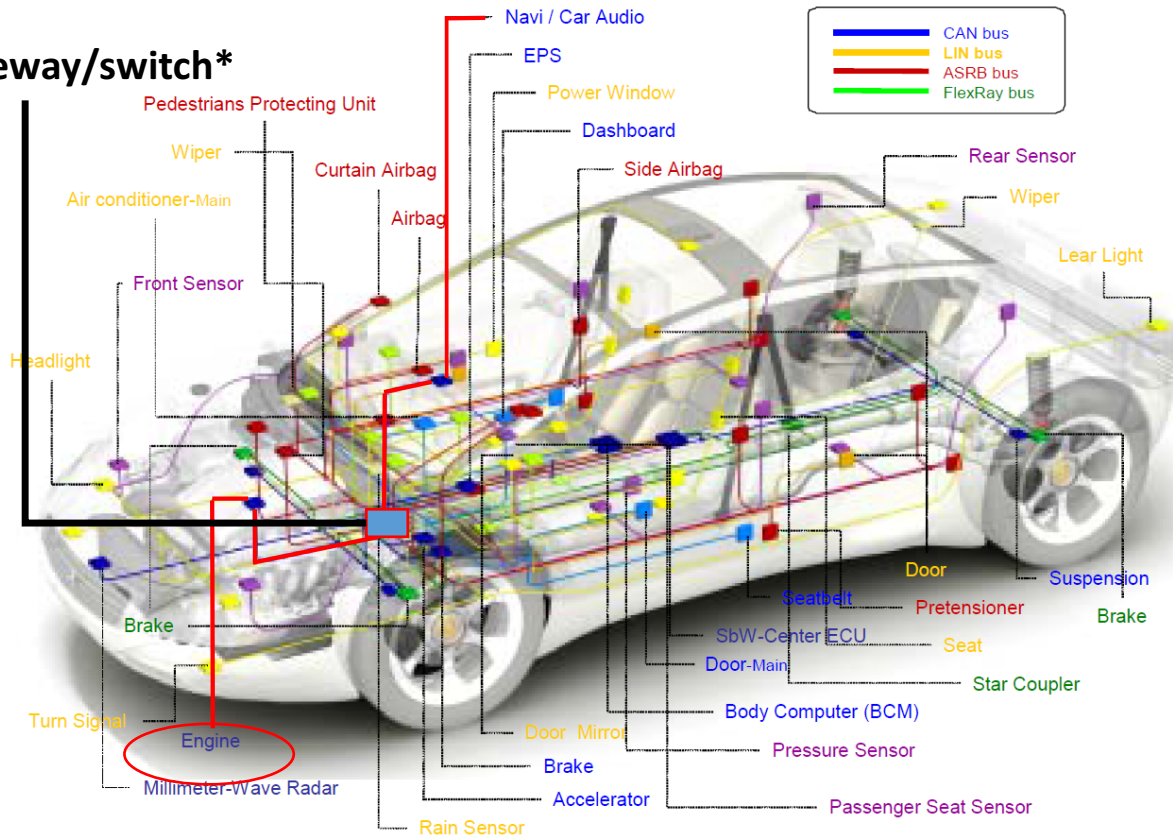 Navi / Car Audio
CAN bus
LIN bus
ASRB bus
FlexRay bus
eway/switch*
EPS
Pedestrians Protecting Unit
Power Window
Dashboard
Wiper
Curtain Airbag
Side Airbag
Rear Sensor
Air conditioner-Main
Airbag
Wiper
Front Sensor
Lear Light
Headlight
Door
Suspension
Seatbelt
Pretensioner
Brake
Brake
SbW-Center ECU
Seat
Door-Main
Star Coupler
Turn Signal
Body Computer (BCM)
Engine
Door Mirror
Pressure Sensor
Brake
Millimeter-Wave Radar
Accelerator
Passenger Seat Sensor
Rain Sensor